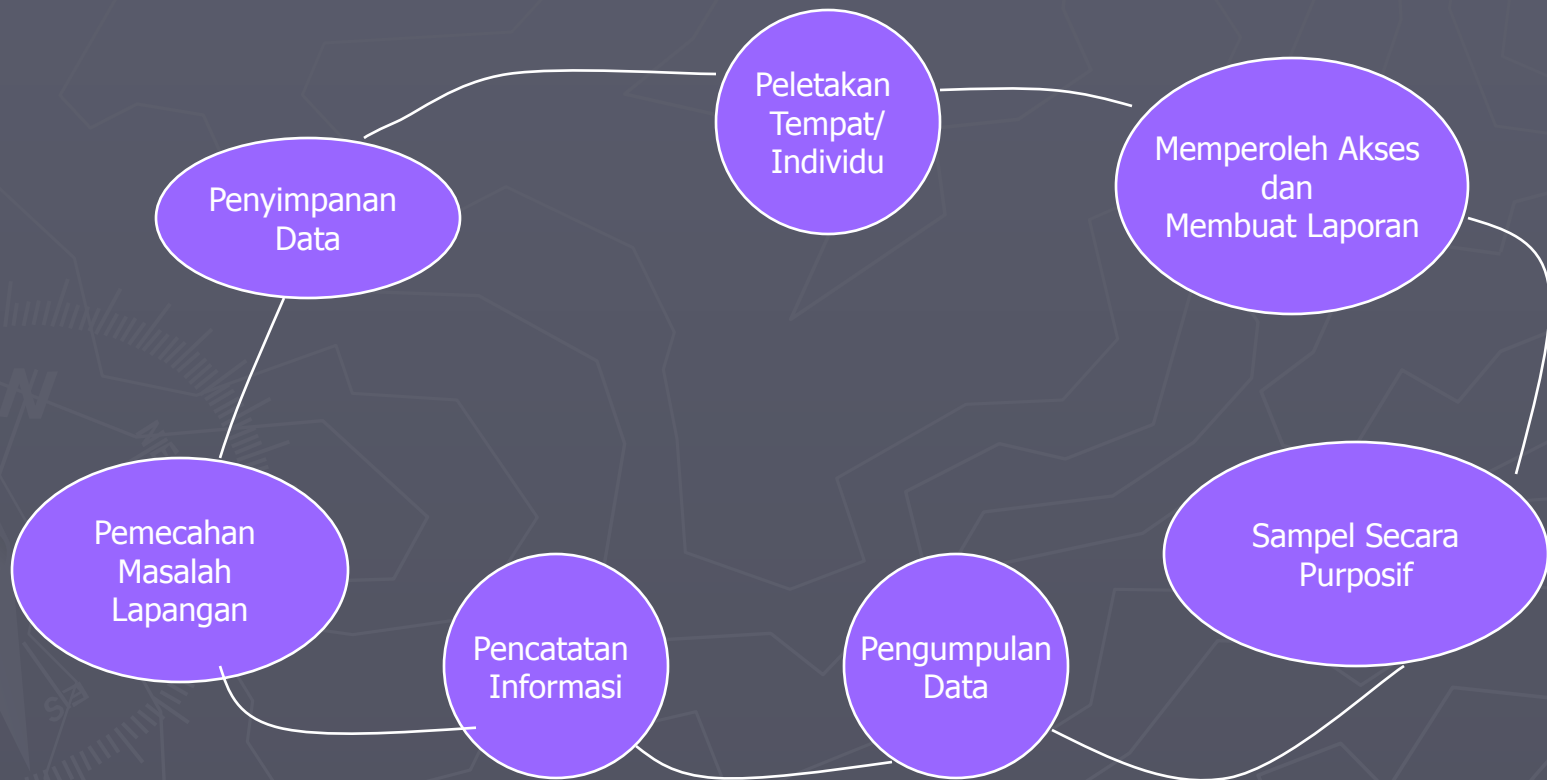 Peletakan
Tempat/
Individu
Memperoleh Akses
dan
Membuat Laporan
Penyimpanan
Data
Sampel Secara
Purposif
Pemecahan
Masalah
Lapangan
Pencatatan
Informasi
Pengumpulan
Data
N